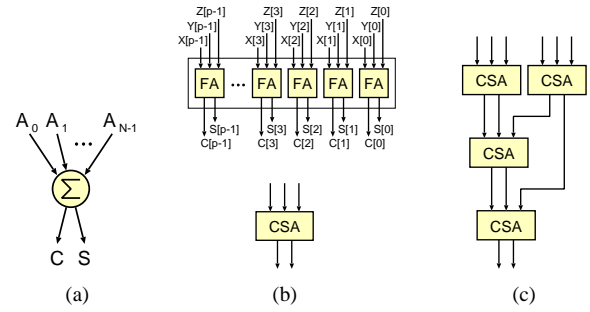 A0 A1 ... AN-1
Σ
C S
(a)
Z[p-1] Z[3] Z[2] Z[1] Z[0]
Y[p-1] Y[3] Y[2] Y[1] Y[0]
X[p-1] X[3] X[2] X[1] X[0]
FA ... FA FA FA FA
S[p-1] S[3] S[2] S[1] S[0]
C[p-1] C[3] C[2] C[1] C[0]
CSA
(b)
CSA CSA
CSA
CSA
(c)